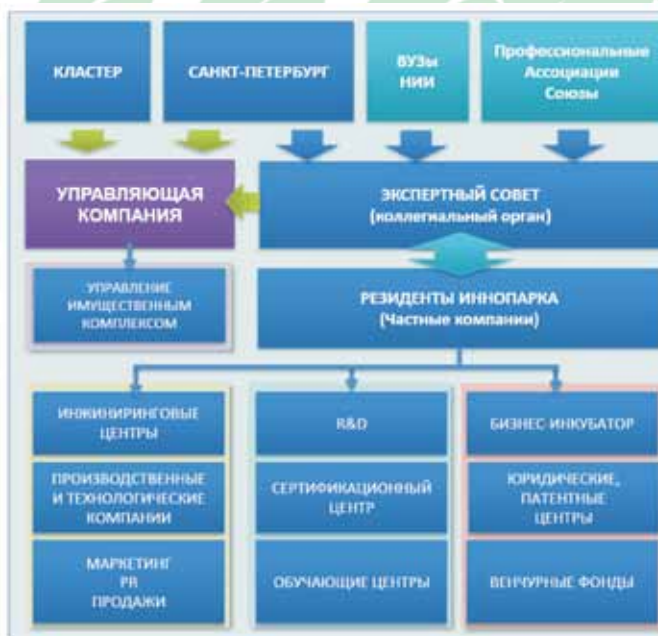 КЛАСТЕР
САНКТ-ПЕТЕРБУРГ
ВУЗы
НИИ
Профессиональные
Ассоциации
Союзы
УПРАВЛЯЮЩАЯ
КОМПАНИЯ
ЭКСПЕРТНЫЙ СОВЕТ
(коллегиальный орган)
УПРАВЛЕНИЕ
ИМУЩЕСТВЕННЫМ
КОМПЛЕКСОМ
РЕЗИДЕНТЫ ИННОПАРКА
(Частные компании)
ИНЖИНИРИНГОВЫЕ
ЦЕНТРЫ
R&D
БИЗНЕС ИНКУБАТОР
ПРОИЗВОДСТВЕННЫЕ
И ТЕХНОЛОГИЧЕСКИЕ
КОМПАНИИ
СЕРТИФИКАЦИОННЫЙ
ЦЕНТР
ЮРИДИЧЕСКИЕ,
ПАТЕНТНЫЕ
ЦЕНТРЫ
МАРКЕТИНГ
PR
ПРОДАЖИ
ОБУЧАЮЩИЕ ЦЕНТРЫ
ВЕНЧУРНЫЕ ФОНДЫ